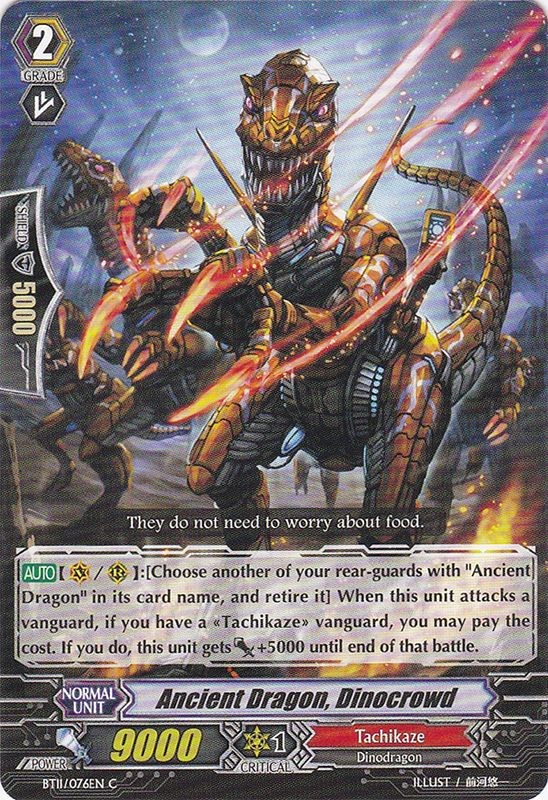 2
GRADE
SHIELD
5000
They do not need to worry about food.
AUTO [ / ]:[Choose another of your rear-guards with "Ancient
Dragon" in its card name, and retire it] When this unit attacks a
vanguard, if you have a «Tachikaze» vanguard, you may pay the
cost. If you do, this unit gets +5000 until end of that battle.
NORMAL
UNIT
Ancient Dragon, Dinocrowd
POWER
9000
1
CRITICAL
Tachikaze
Dinodragon
BT11/076EN C
ILLUST / 前河悠一